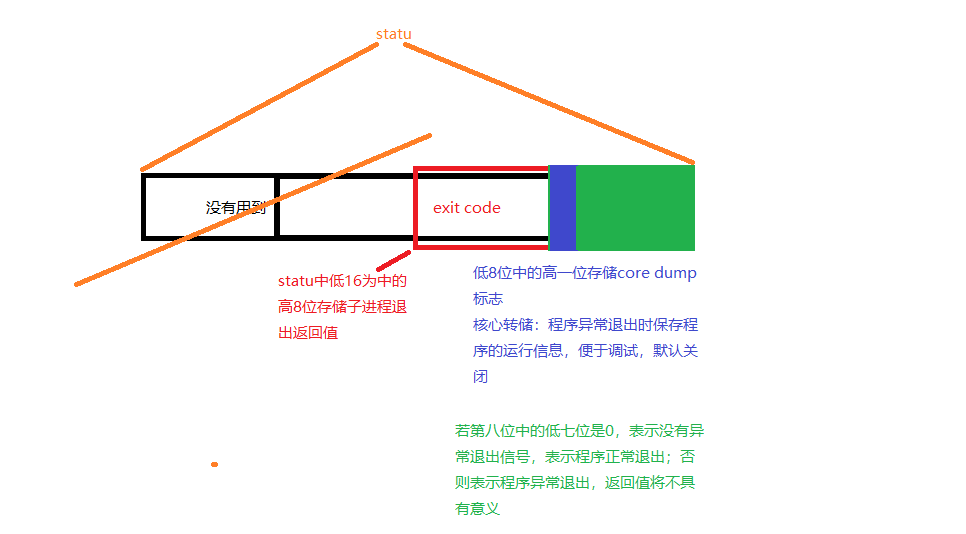 statu
没有用到
exit code
statu中低16为中的
高8位存储子进程退
出返回值
低8位中的高一位存储core dump
标志
核心转储：程序异常退出时保存程
序的运行信息，便于调试，默认关
闭
若第八位中的低七位是0，表示没有异
常退出信号，表示程序正常退出；否
则表示程序异常退出，返回值将不具
有意义